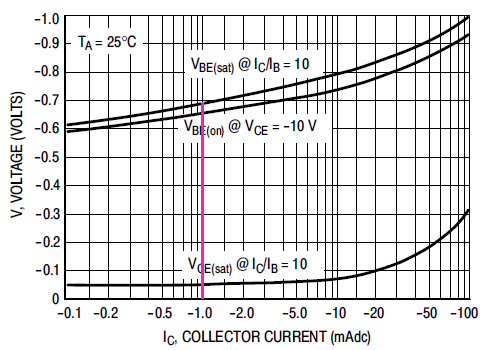 -1.0
-0.9
-0.8
-0.7
-0.6
-0.5
-0.4
-0.3
-0.2
-0.1
0
V, VOLTAGE (VOLTS)
TA = 25°C
VBE(sat) @ IC/IB = 10
VBE(on) @ VCE = -10 V
VCE(sat) @ IC/IB = 10
-0.1 -0.2 -0.5 -1.0 -2.0 -5.0 -10 -20 -50 -100
IC, COLLECTOR CURRENT (mAdc)